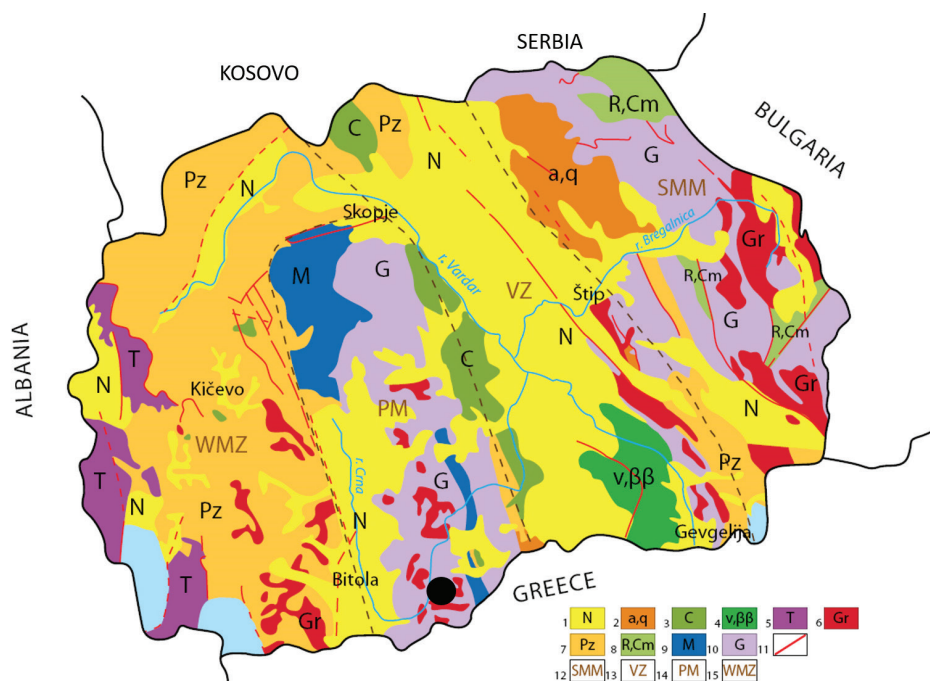 SERBIA
KOSOVO
BULGARIA
ALBANIA
GREECE
C
Pz
N
R,Cm
G
a,q
SMM
Pz
N
Skopje
r. Bregalnica
Gr
M
G
r. Vardar
VZ
Štip
R,Cm
G
R,Cm
T
N
N
C
Gr
Kičevo
PM
N
WMZ
r. Crna
T
Pz
N
N
G
v,ββ
Pz
T
Bitola
Gevgelija
Gr
1 N 2 a,q 3 C 4 v,ββ 5 T 6 Gr
7 Pz 8 R,Cm 9 M 10 G 11
12 SMM 13 VZ 14 PM 15 WMZ